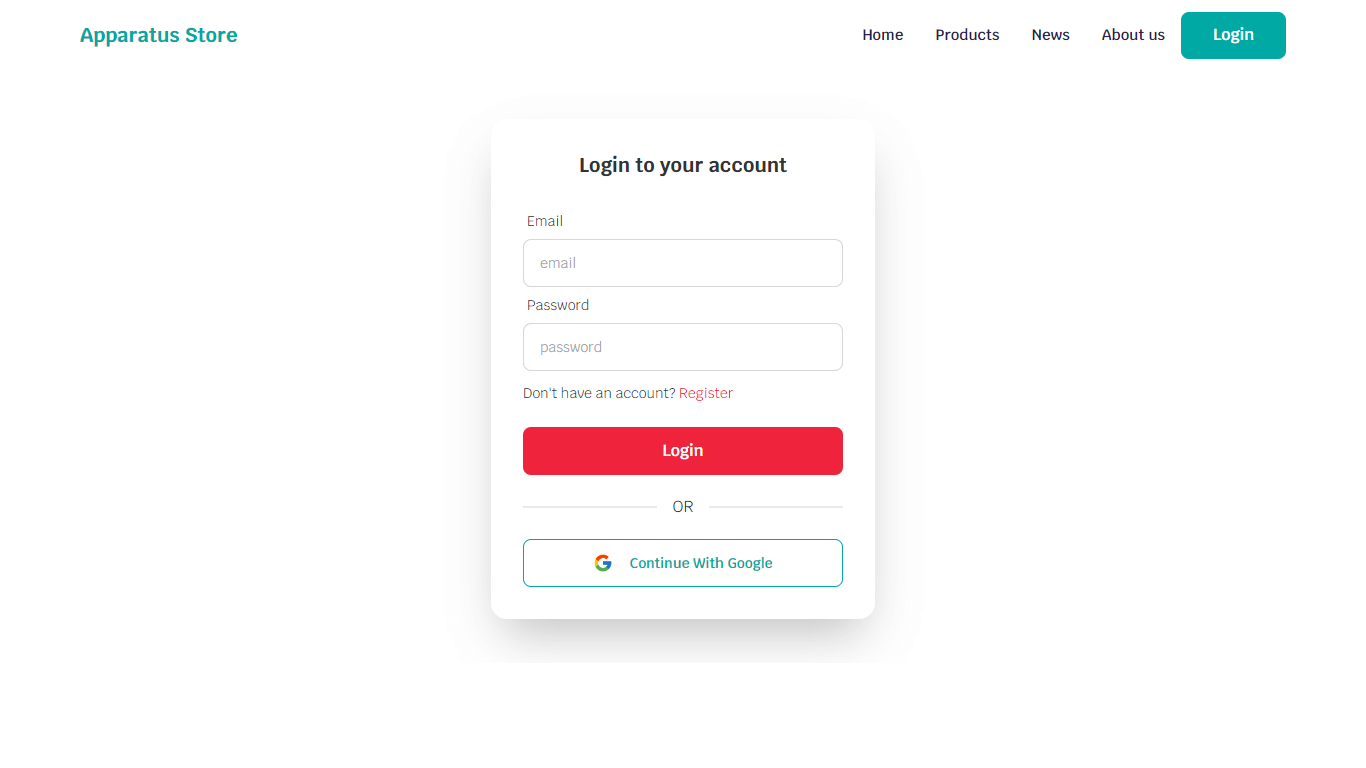 Apparatus Store
Home Products News About us Login
Login to your account
Email
email
Password
password
Don't have an account? Register
Login
OR
Continue With Google